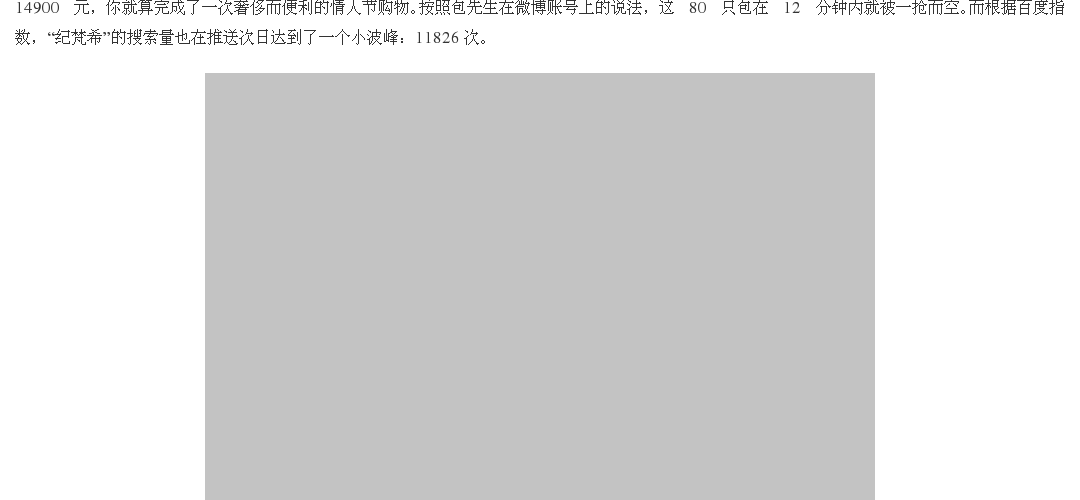 14900 元，你就算完成了一次奢侈而便利的情人节购物。按照包先生在微博账号上的说法，这 80 只包在 12 分钟内就被一抢而空。而根据百度指
数，“纪梵希”的搜索量也在推送次日达到了一个小波峰：11826 次。